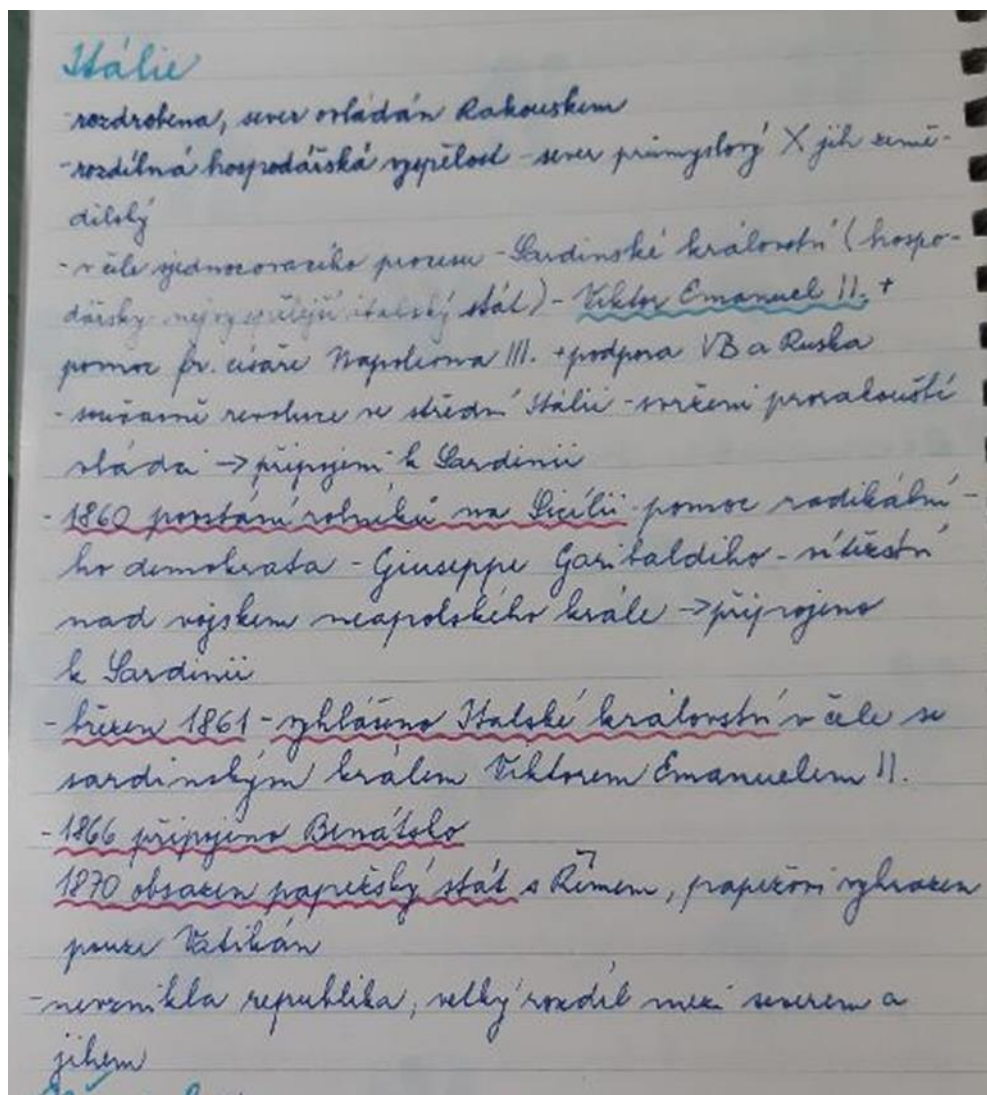 Itálie
-rozdrobena, sever ovládán Rakouskem
-rozdílná hospodářská vyspělost - sever průmyslový X jih země-
dělský
- v čele sjednocovacího procesu - Sardinské království (hospo-
dářsky nejvyspělejší italský stát) - Viktor Emanuel II. +
pomoc fr. císaře Napoleona III. + podpora VB a Ruska
- současně revoluce ve střední Itálii - svržení prorakouští
vládci → připojení k Sardinii
- 1860 povstání rolníků na Sicílii - pomoc radikální-
ho demokrata - Giuseppe Garibaldiho - vítězství
nad vojskem neapolského krále → připojeno
k Sardinii
- březen 1861 - vyhlášeno Italské království v čele se
sardinským králem Viktorem Emanuelem II.
- 1866 připojeno Benátsko
1870 obsazen papežský stát s Římem, papežovi vyhrazen
pouze Vatikán
- nevznikla republika, velký rozdíl mezi severem a
jihem